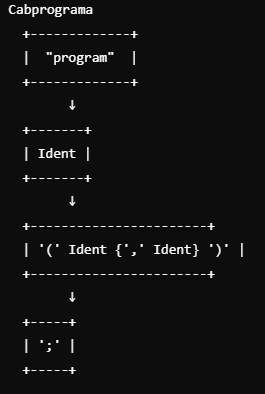 Cabprograma
+-------------+
|  "program"  |
+-------------+
↓
+-------+
| Ident |
+-------+
↓
+-----------------------+
| '(' Ident {',' Ident} ')' |
+-----------------------+
↓
+-----+
| ';' |
+-----+